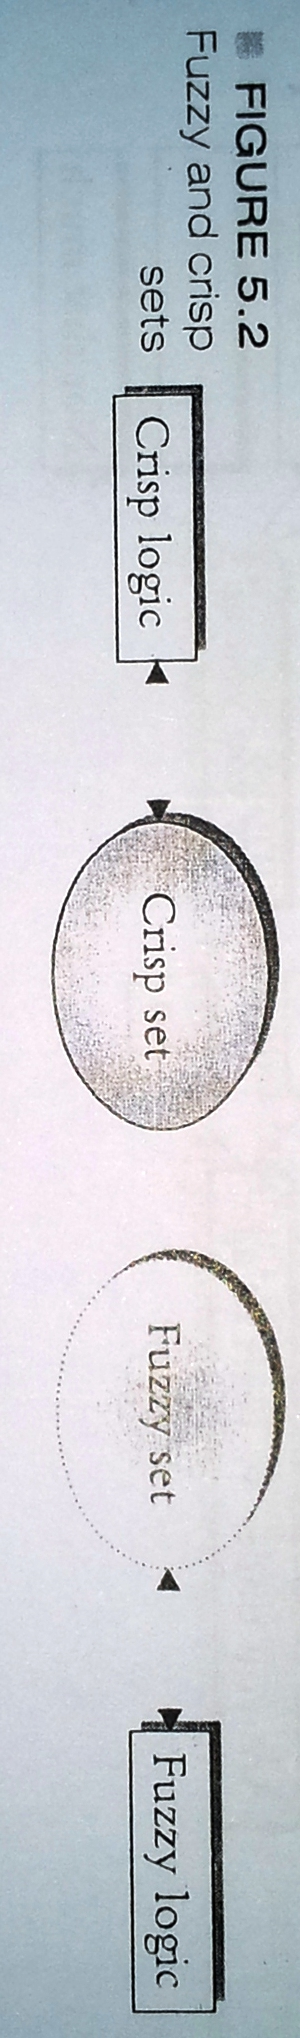 FIGURE 5.2
Fuzzy and crisp
sets
Crisp logic
Crisp set
Fuzzy set
Fuzzy logic